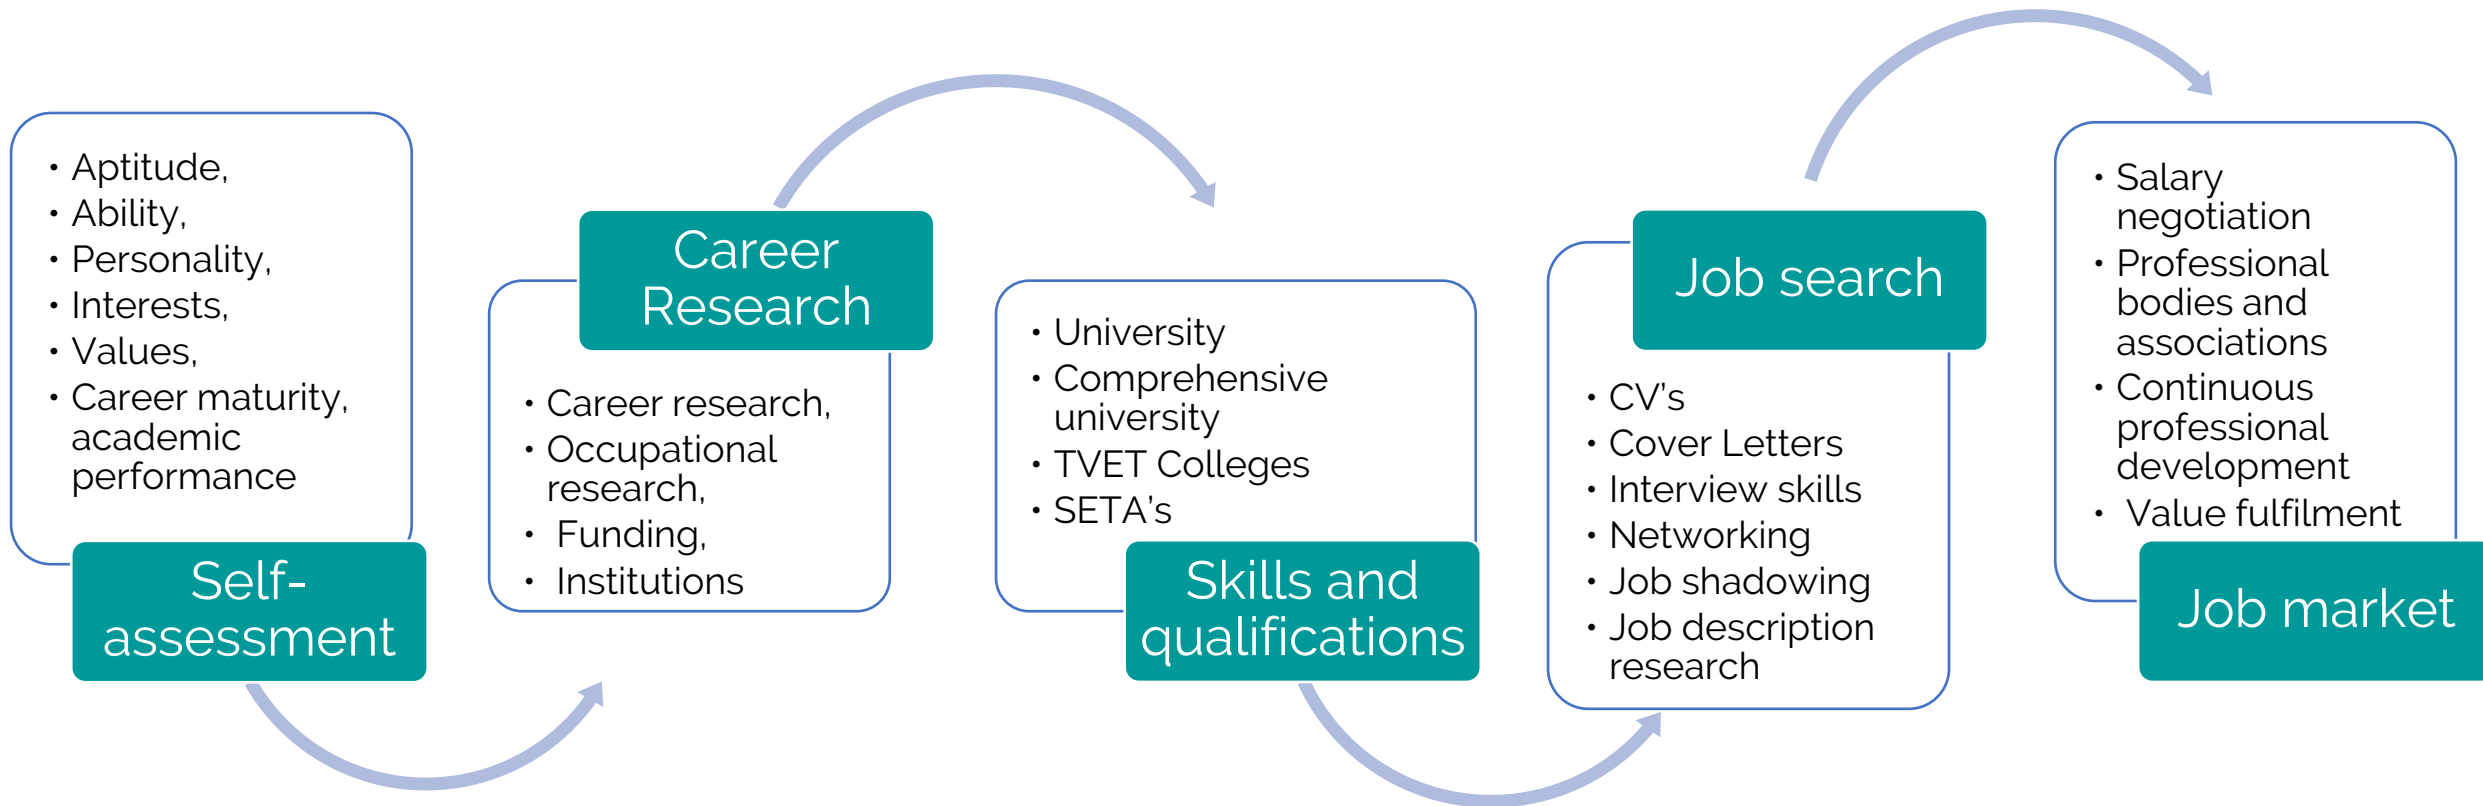 • Aptitude,
• Ability,
• Personality,
• Interests,
• Values,
• Career maturity,
academic
performance
Self-
assessment
Career
Research
• Career research,
• Occupational
research,
• Funding,
• Institutions
• University
• Comprehensive
university
• TVET Colleges
• SETA’s
Skills and
qualifications
Job search
• CV’s
• Cover Letters
• Interview skills
• Networking
• Job shadowing
• Job description
research
• Salary
negotiation
• Professional
bodies and
associations
• Continuous
professional
development
• Value fulfilment
Job market